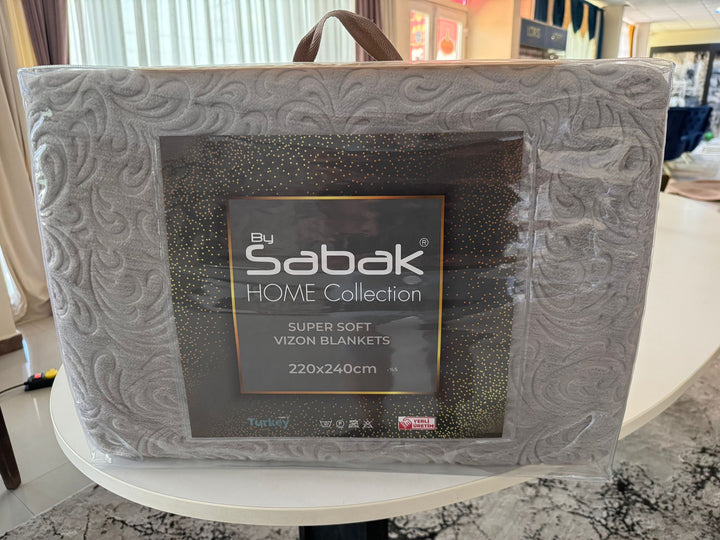 By
Sabak®
HOME Collection
SUPER SOFT
VIZON BLANKETS
220x240cm
Turkey
YERLİ
ÜRETİM